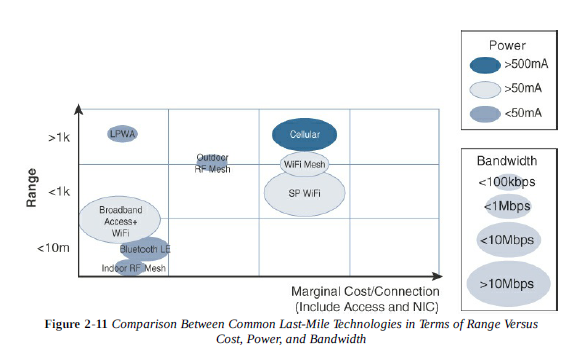 Power
>500mA
>50mA
<50mA
Bandwidth
<100kbps
<1Mbps
<10Mbps
>10Mbps
Range
>1k
<1k
<10m
LPWA
Cellular
Outdoor
RF Mesh
WiFi Mesh
SP WiFi
Broadband
Access+
WiFi
Bluetooth LE
Indoor RF Mesh
Marginal Cost/Connection
(Include Access and NIC)
Figure 2-11 Comparison Between Common Last-Mile Technologies in Terms of Range Versus
Cost, Power, and Bandwidth